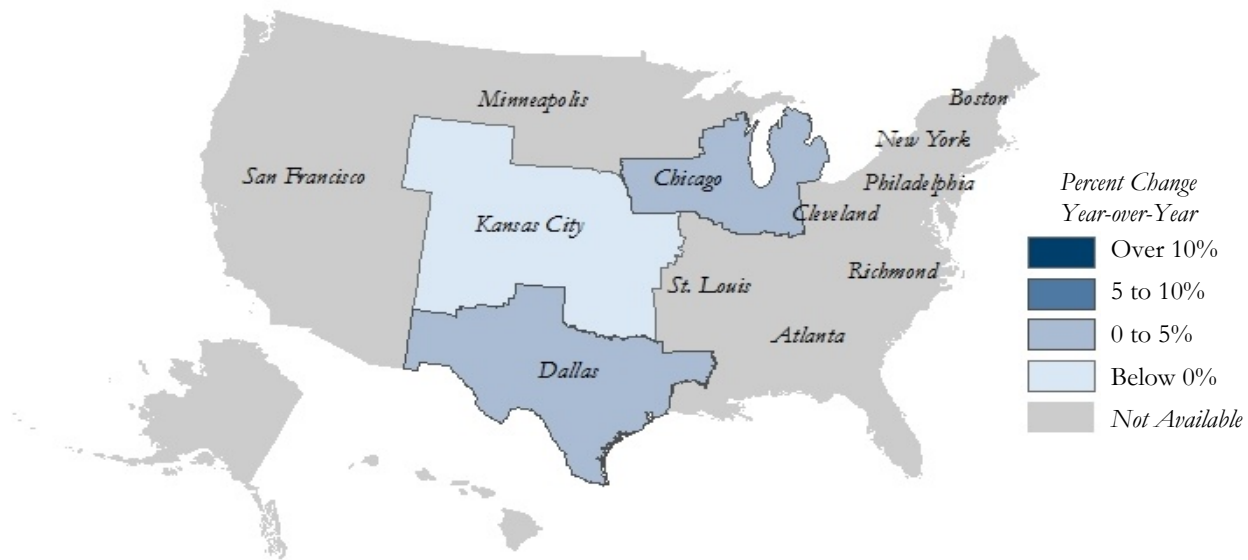 Minneapolis
Boston
New York
San Francisco
Chicago
Philadelphia
Cleveland
Kansas City
Richmond
St. Louis
Atlanta
Dallas
Percent Change
Year-over-Year
Over 10%
5 to 10%
0 to 5%
Below 0%
Not Available